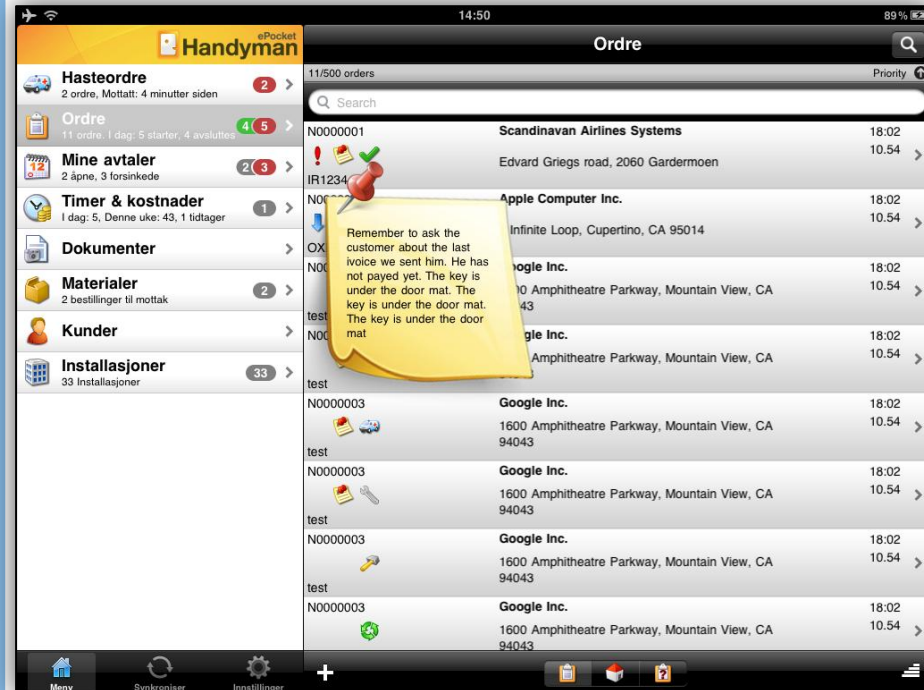 14:50
89 %
ePocket
Handyman
Hasteordre
2 ordre, Mottatt: 4 minutter siden
2
Ordre
11 ordre. I dag: 5 starter, 4 avsluttes
4 5
Mine avtaler
2 åpne, 3 forsinkede
2 3
12
Timer & kostnader
I dag: 5, Denne uke: 43, 1 tidtager
1
Dokumenter
Materialer
2 bestillinger til mottak
2
Kunder
Installasjoner
33 Installasjoner
33
Meny
Synkroniser
Innstillinger
Ordre
11/500 orders
Priority
Search
N0000001
Scandinavan Airlines Systems
18:02
Edvard Griegs road, 2060 Gardermoen
10.54
IR1234
Apple Computer Inc.
18:02
Infinite Loop, Cupertino, CA 95014
10.54
Remember to ask the
customer about the last
ivoice we sent him. He has
not payed yet. The key is
under the door mat. The
key is under the door mat.
The key is under the door
mat
Inc.
18:02
Amphitheatre Parkway, Mountain View, CA
10.54
Inc.
18:02
Amphitheatre Parkway, Mountain View, CA
10.54
test
N0000003
Google Inc.
18:02
1600 Amphitheatre Parkway, Mountain View, CA
94043
10.54
test
N0000003
Google Inc.
18:02
1600 Amphitheatre Parkway, Mountain View, CA
94043
10.54
test
N0000003
Google Inc.
18:02
1600 Amphitheatre Parkway, Mountain View, CA
94043
10.54
test
N0000003
Google Inc.
18:02
1600 Amphitheatre Parkway, Mountain View, CA
94043
10.54